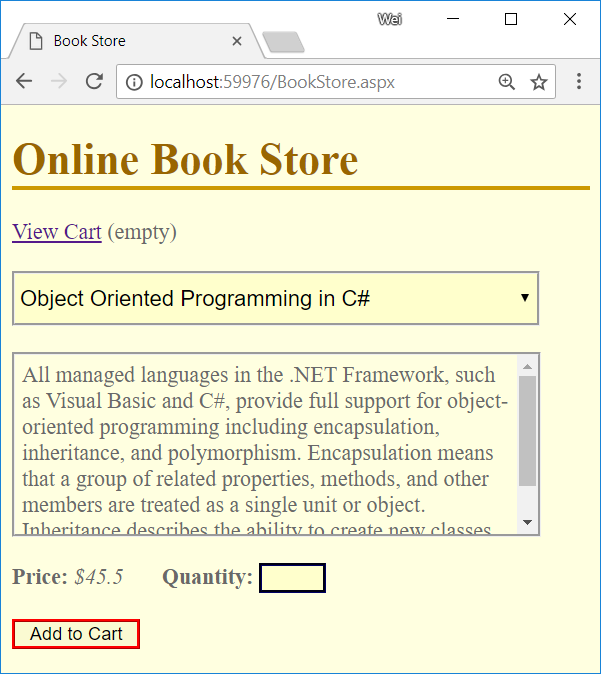 Wei
Book Store
localhost:59976/BookStore.aspx
Online Book Store
View Cart (empty)
Object Oriented Programming in C#
All managed languages in the .NET Framework, such
as Visual Basic and C#, provide full support for object-
oriented programming including encapsulation,
inheritance, and polymorphism. Encapsulation means
that a group of related properties, methods, and other
members are treated as a single unit or object.
Inheritance describes the ability to create new classes
Price: $45.5 Quantity:
Add to Cart